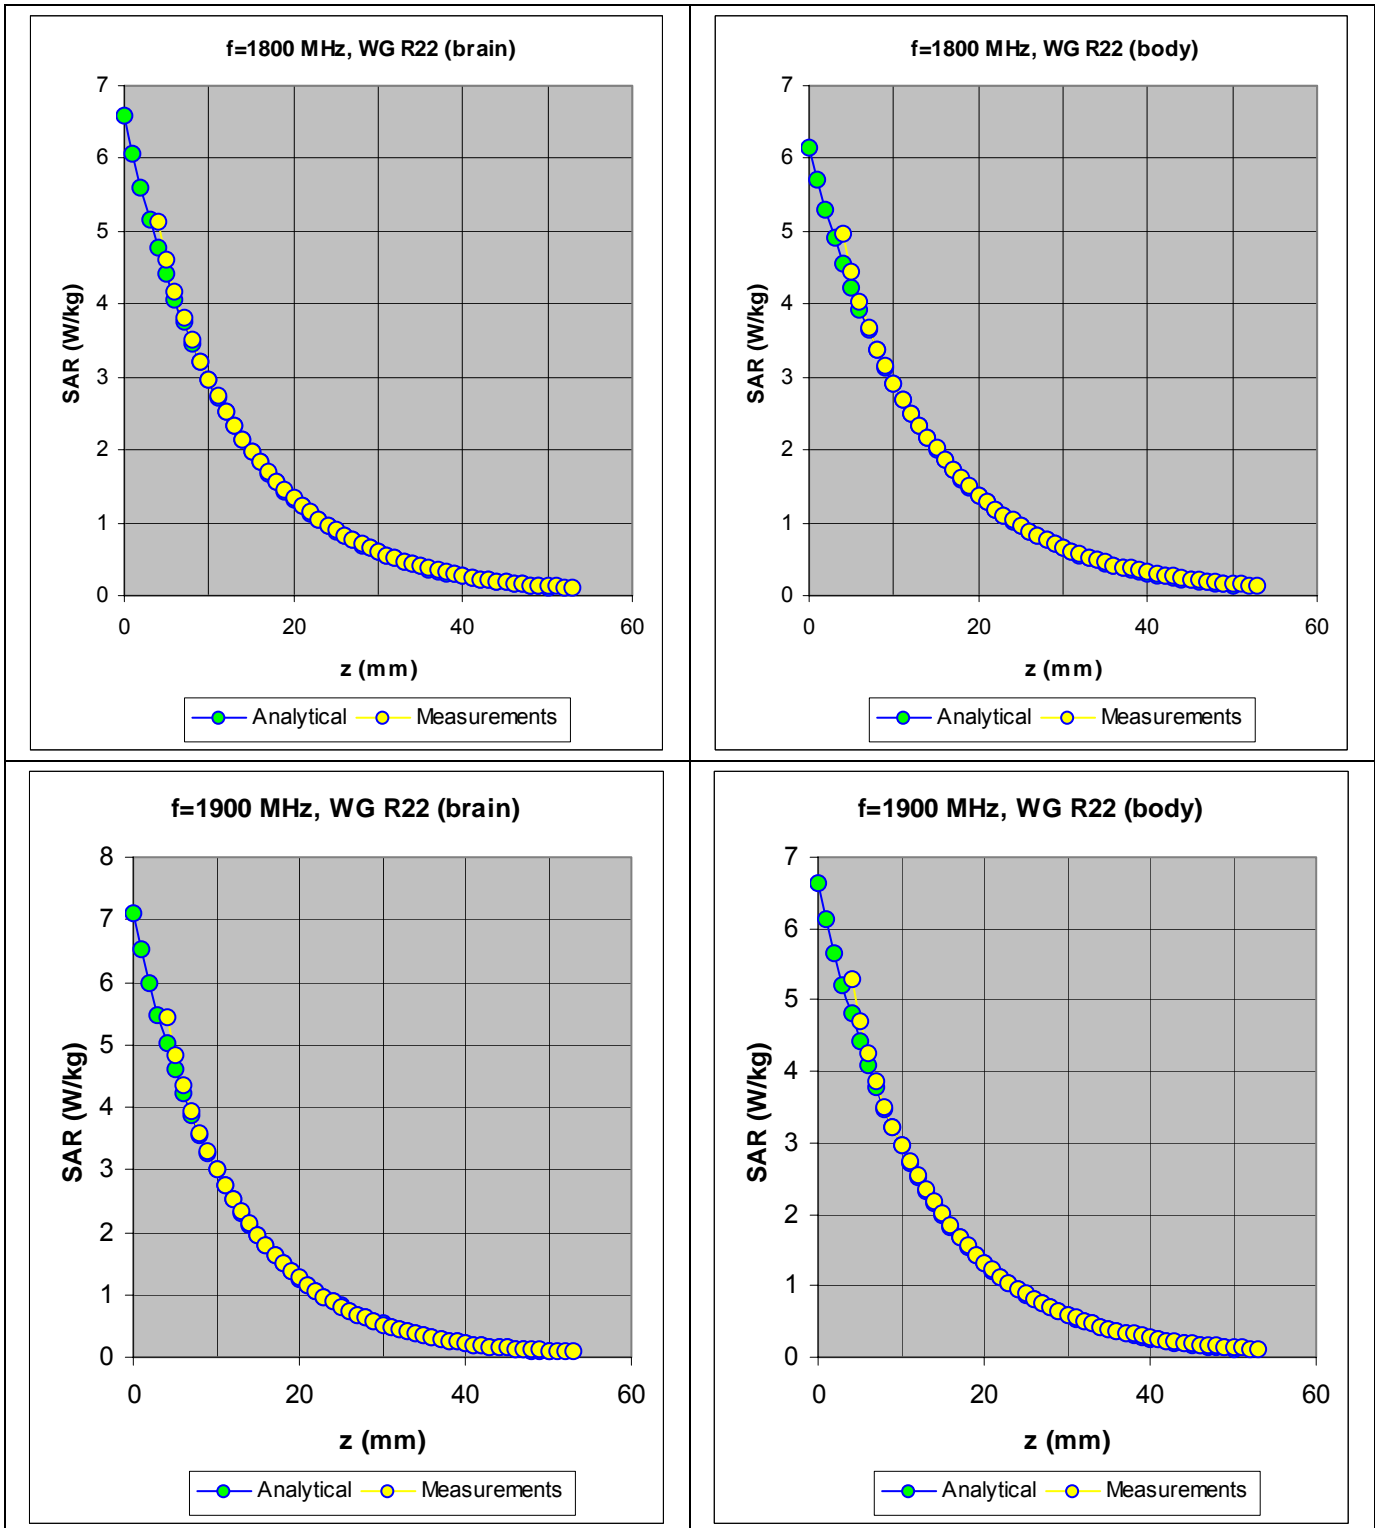 f=1800 MHz, WG R22 (brain)
7
6
5
4
3
2
1
0
SAR (W/kg)
0 20 40 60
z (mm)
Analytical Measurements
f=1800 MHz, WG R22 (body)
7
6
5
4
3
2
1
0
SAR (W/kg)
0 20 40 60
z (mm)
Analytical Measurements
f=1900 MHz, WG R22 (brain)
8
7
6
5
4
3
2
1
0
SAR (W/kg)
0 20 40 60
z (mm)
Analytical Measurements
f=1900 MHz, WG R22 (body)
7
6
5
4
3
2
1
0
SAR (W/kg)
0 20 40 60
z (mm)
Analytical Measurements